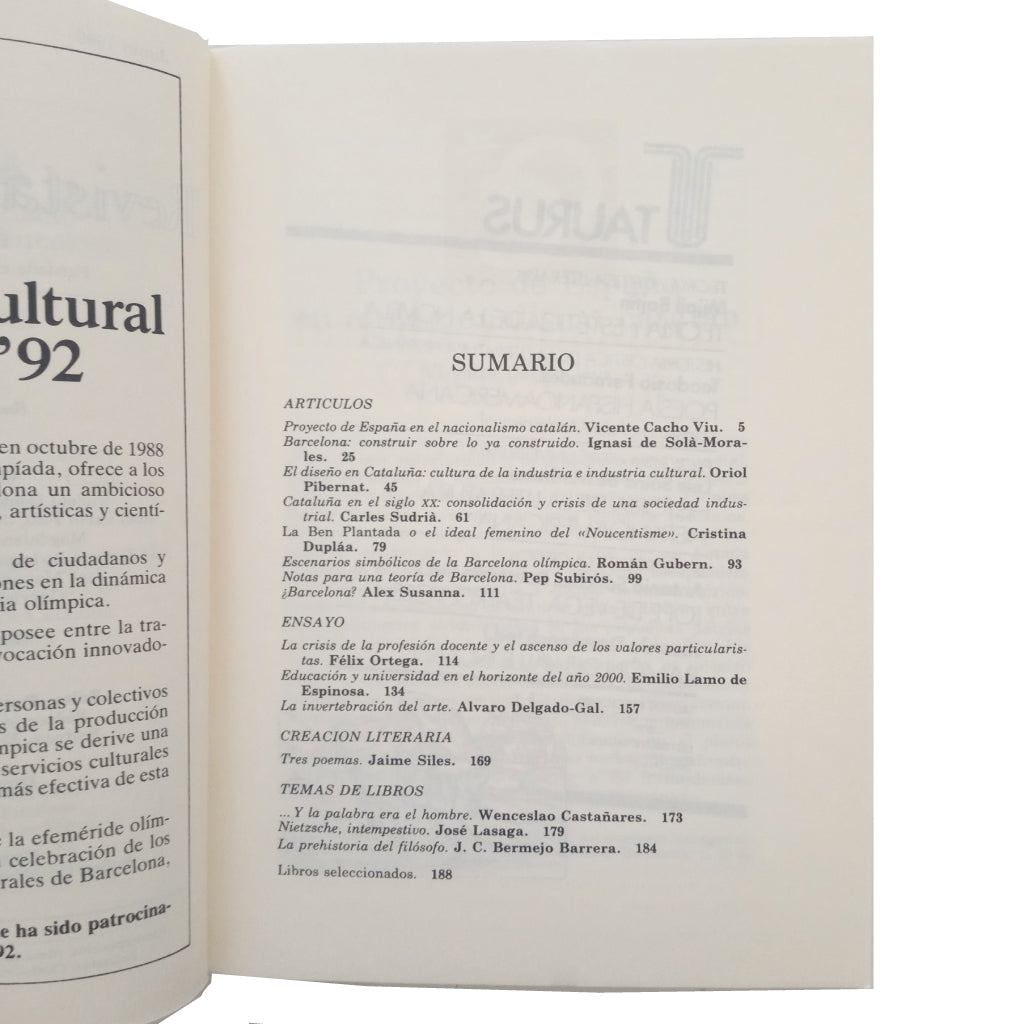 ultural
'92
en octubre de 1988
píada, ofrece a los
lona un ambicioso
, artísticas y cientí-
de ciudadanos y
ones en la dinámica
ia olímpica.
posee entre la tra-
vocación innovado-
ersonas y colectivos
s de la producción
mpica se derive una
servicios culturales
más efectiva de esta
e la efeméride olím-
celebración de los
rales de Barcelona,
e ha sido patrocina-
92.
TAURUS
SUMARIO
ARTICULOS
Proyecto de España en el nacionalismo catalán. Vicente Cacho Viu. 5
Barcelona: construir sobre lo ya construido. Ignasi de Solà-Mora-
les. 25
El diseño en Cataluña: cultura de la industria e industria cultural. Oriol
Pibernat. 45
Cataluña en el siglo XX: consolidación y crisis de una sociedad indus-
trial. Carles Sudrià. 61
La Ben Plantada o el ideal femenino del «Noucentisme». Cristina
Dupláa. 79
Escenarios simbólicos de la Barcelona olímpica. Román Gubern. 93
Notas para una teoría de Barcelona. Pep Subirós. 99
¿Barcelona? Alex Susanna. 111
ENSAYO
La crisis de la profesión docente y el ascenso de los valores particularis-
tas. Félix Ortega. 114
Educación y universidad en el horizonte del año 2000. Emilio Lamo de
Espinosa. 134
La invertebración del arte. Alvaro Delgado-Gal. 157
CREACION LITERARIA
Tres poemas. Jaime Siles. 169
TEMAS DE LIBROS
... Y la palabra era el hombre. Wenceslao Castañares. 173
Nietzsche, intempestivo. José Lasaga. 179
La prehistoria del filósofo. J. C. Bermejo Barrera. 184
Libros seleccionados. 188